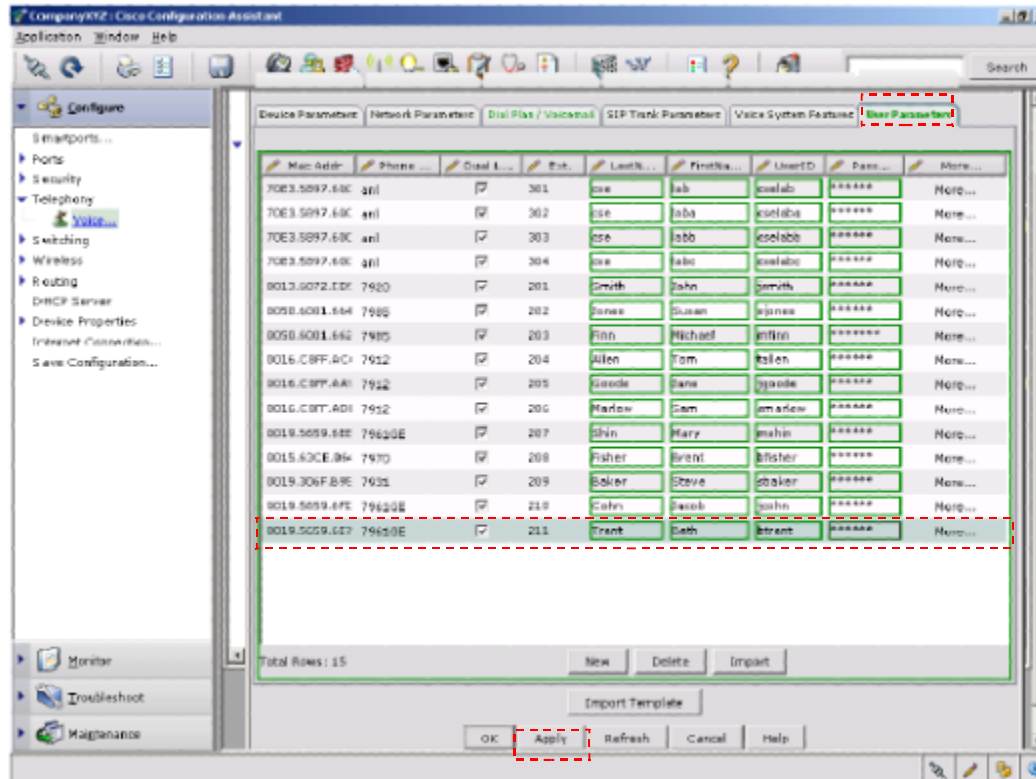 CompanyXYZ : Cisco Configuration Assistant
Application Window Help
Search
Configure
Smartports...
Ports
Security
Telephony
Voice...
Switching
Wireless
Routing
DHCP Server
Device Properties
Internet Connection...
Save Configuration...
Monitor
Troubleshoot
Maintenance
Device Parameters Network Parameters Dial Plan / Voicemail SIP Trunk Parameters Voice System Features User Parameters
Mac Addr Phone ... Dual L... Ext. LastN... FirstNa... UserID Pass... More...
anl 301 cse lab cselab ****** More...
anl 302 cse laba cselaba ****** More...
anl 303 cse labb cselabb ****** More...
anl 304 cse labc cselabc ****** More...
7920 201 Smith John jsmith ****** More...
7985 202 Jones Susan sjones ****** More...
7985 203 Finn Michael mfinn ******* More...
7912 204 Allen Tom tallen ****** More...
7912 205 Goode Jane jgoode ****** More...
7912 206 Marlow Sam smarlow ****** More...
7961GE 207 Shin Mary mshin ****** More...
7970 208 Fisher Brent bfisher ****** More...
7931 209 Baker Steve sbaker ****** More...
7961GE 210 Cohn Jacob jcohn ****** More...
7961GE 211 Trent Beth btrent ****** More...
Total Rows: 15
New Delete Import
Import Template
OK Apply Refresh Cancel Help